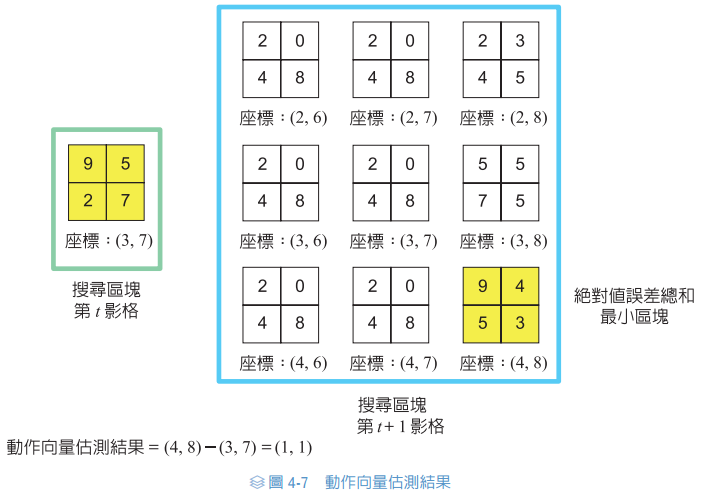 2 0 2 0 2 3
4 8 4 8 4 5
座標：(2, 6) 座標：(2, 7) 座標：(2, 8)
9 5
2 7
座標：(3, 7)
搜尋區塊
第 t 影格
2 0 2 0 5 5
4 8 4 8 7 5
座標：(3, 6) 座標：(3, 7) 座標：(3, 8)
2 0 2 0 9 4
4 8 4 8 5 3
座標：(4, 6) 座標：(4, 7) 座標：(4, 8)
絕對值誤差總和
最小區塊
搜尋區塊
第 t+1 影格
動作向量估測結果 = (4, 8) − (3, 7) = (1, 1)
圖 4-7 動作向量估測結果